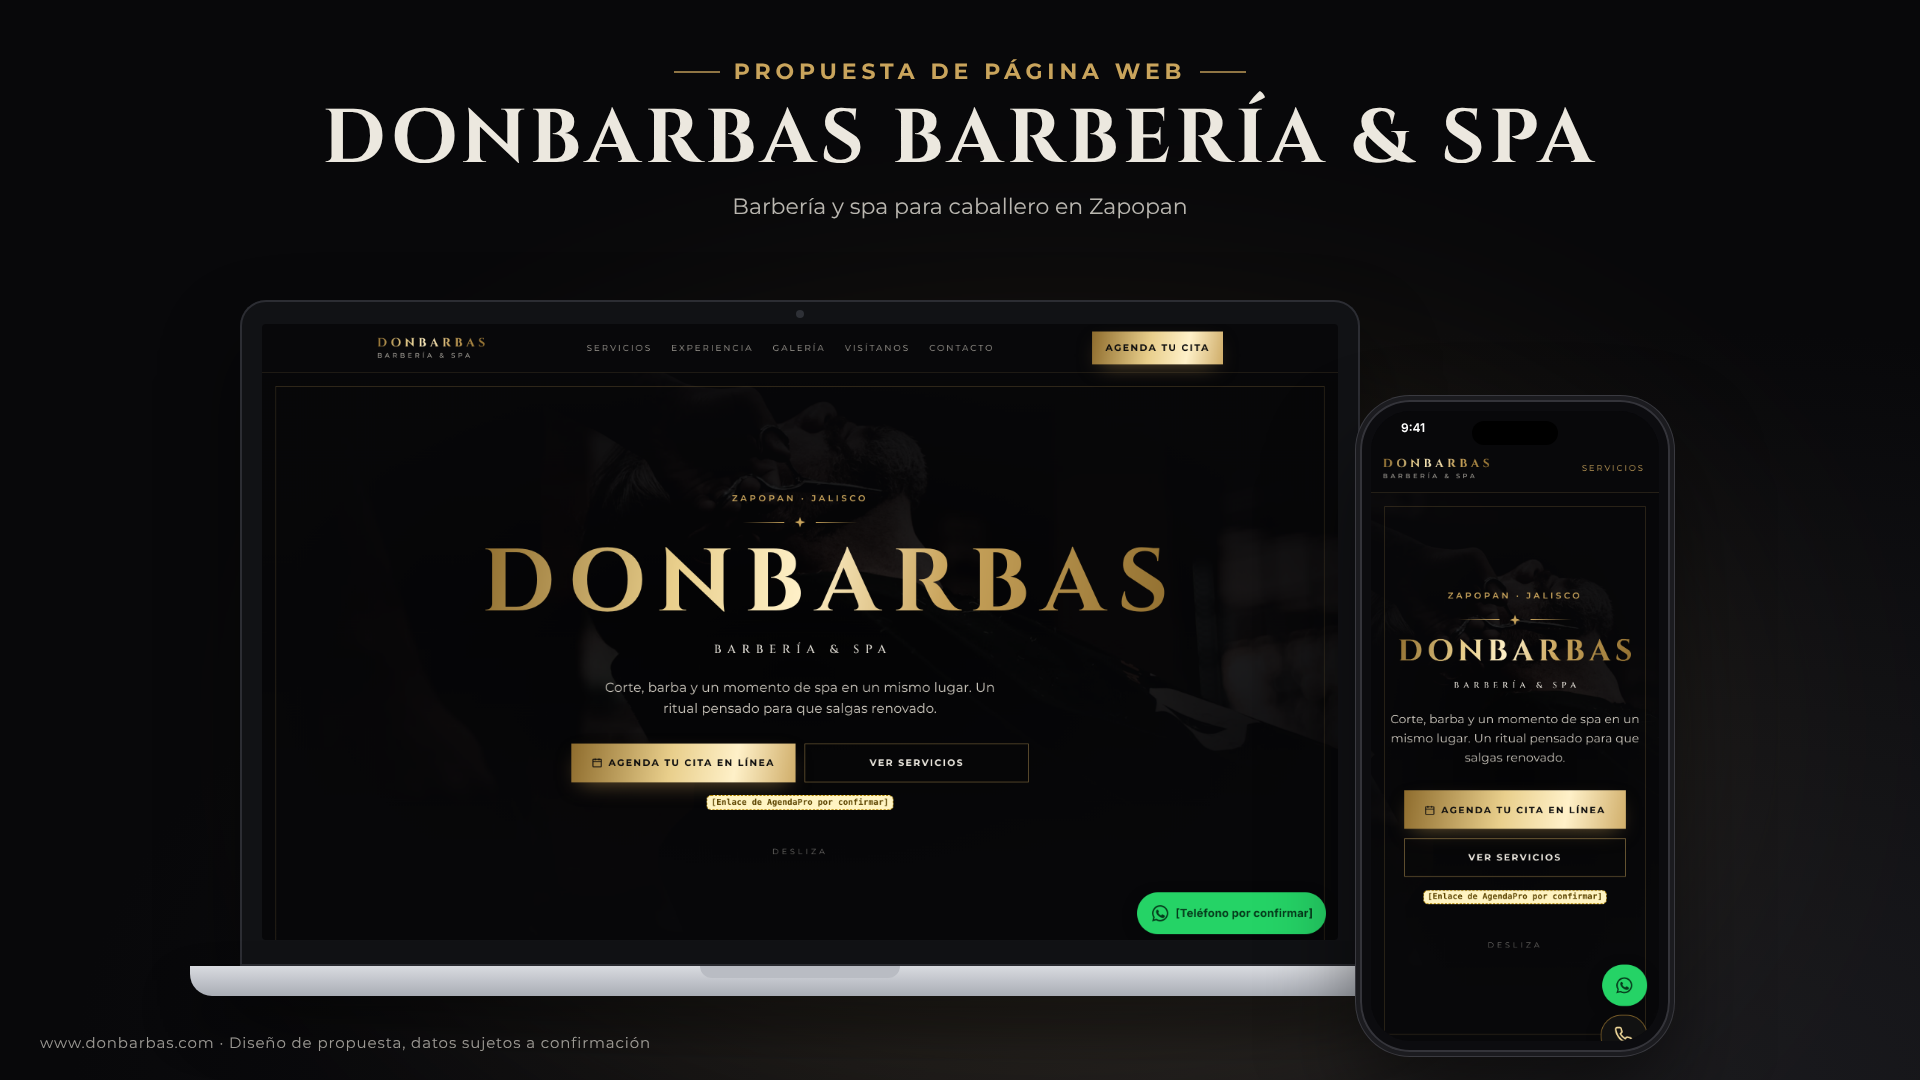 PROPUESTA DE PÁGINA WEB
DONBARBAS BARBERÍA & SPA
Barbería y spa para caballero en Zapopan
DONBARBAS
BARBERÍA & SPA
SERVICIOS EXPERIENCIA GALERÍA VISÍTANOS CONTACTO
AGENDA TU CITA
ZAPOPAN · JALISCO
DONBARBAS
BARBERÍA & SPA
Corte, barba y un momento de spa en un mismo lugar. Un
ritual pensado para que salgas renovado.
AGENDA TU CITA EN LÍNEA
VER SERVICIOS
[Enlace de AgendaPro por confirmar]
DESLIZA
[Teléfono por confirmar]
9:41
DONBARBAS
BARBERÍA & SPA
SERVICIOS
ZAPOPAN · JALISCO
DONBARBAS
BARBERÍA & SPA
Corte, barba y un momento de spa en un
mismo lugar. Un ritual pensado para que
salgas renovado.
AGENDA TU CITA EN LÍNEA
VER SERVICIOS
[Enlace de AgendaPro por confirmar]
DESLIZA
www.donbarbas.com · Diseño de propuesta, datos sujetos a confirmación